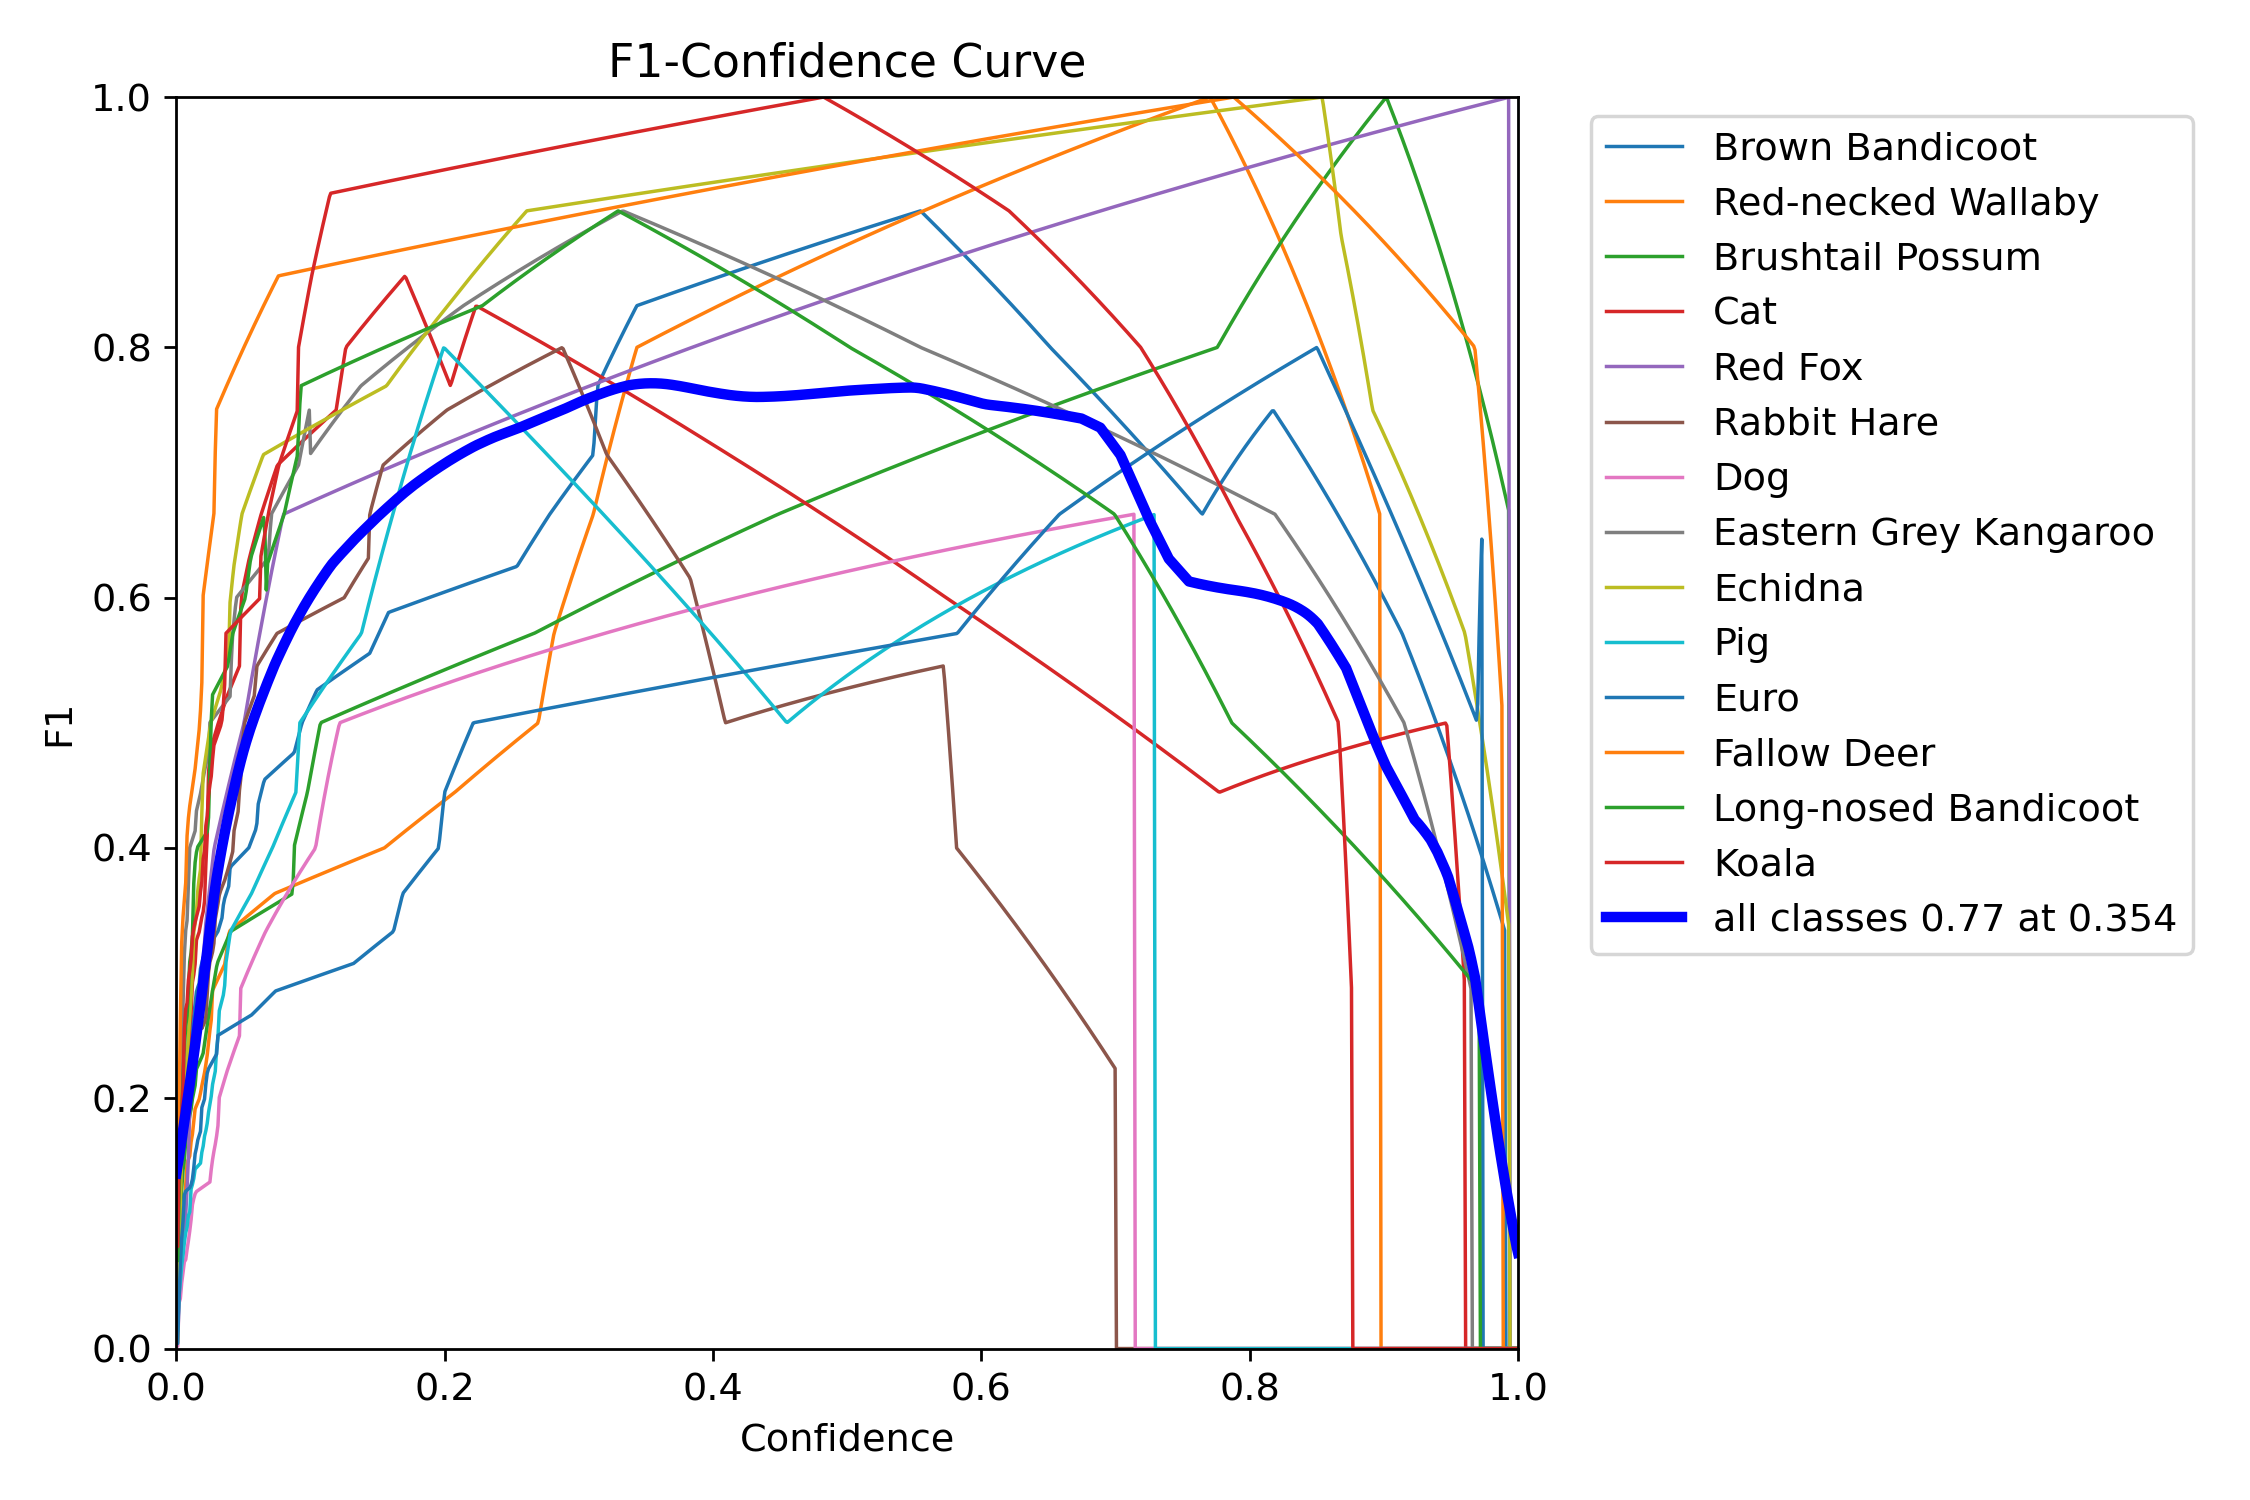 F1-Confidence Curve
1.0
0.8
0.6
0.4
0.2
0.0
F1
0.0 0.2 0.4 0.6 0.8 1.0
Confidence
Brown Bandicoot
Red-necked Wallaby
Brushtail Possum
Cat
Red Fox
Rabbit Hare
Dog
Eastern Grey Kangaroo
Echidna
Pig
Euro
Fallow Deer
Long-nosed Bandicoot
Koala
all classes 0.77 at 0.354